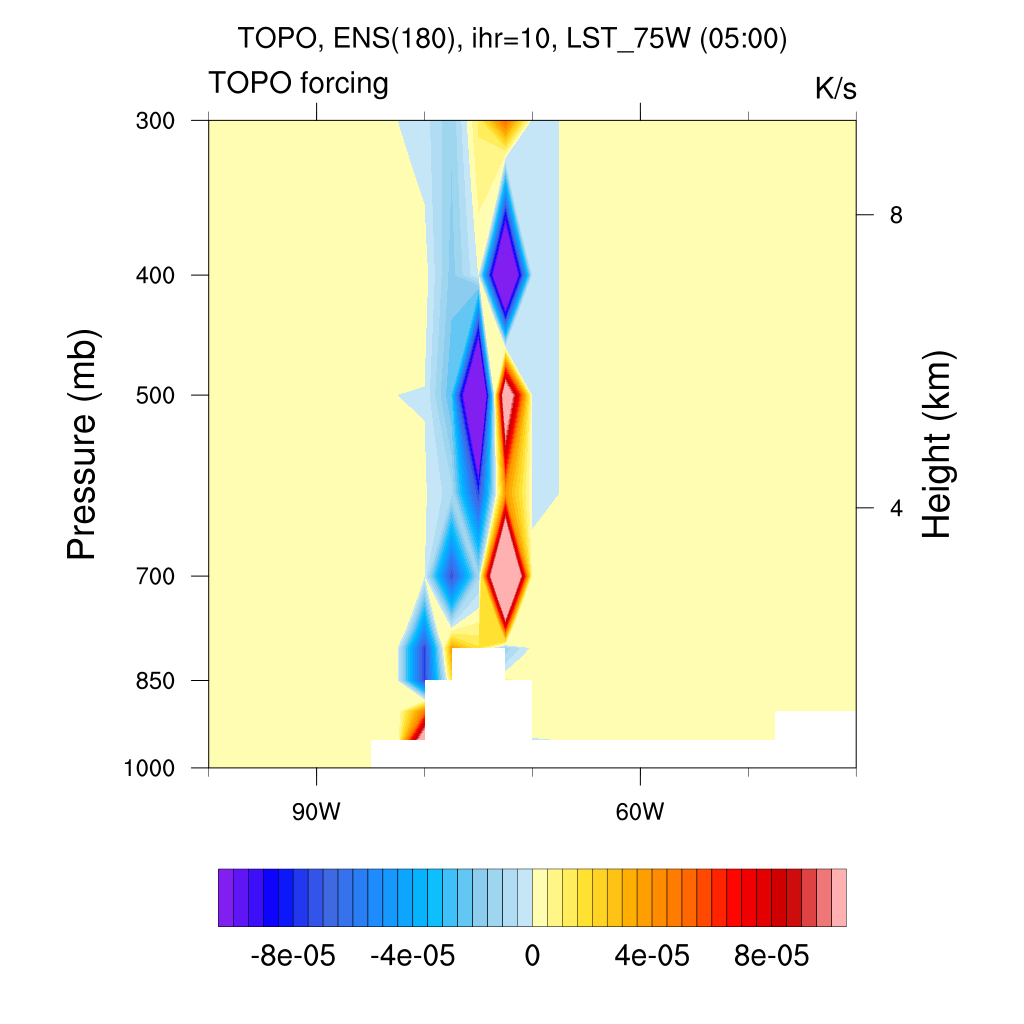 TOPO, ENS(180), ihr=10, LST_75W (05:00)
TOPO forcing K/s
300
400
500
700
850
1000
Pressure (mb)
8
4
Height (km)
90W 60W
-8e-05 -4e-05 0 4e-05 8e-05